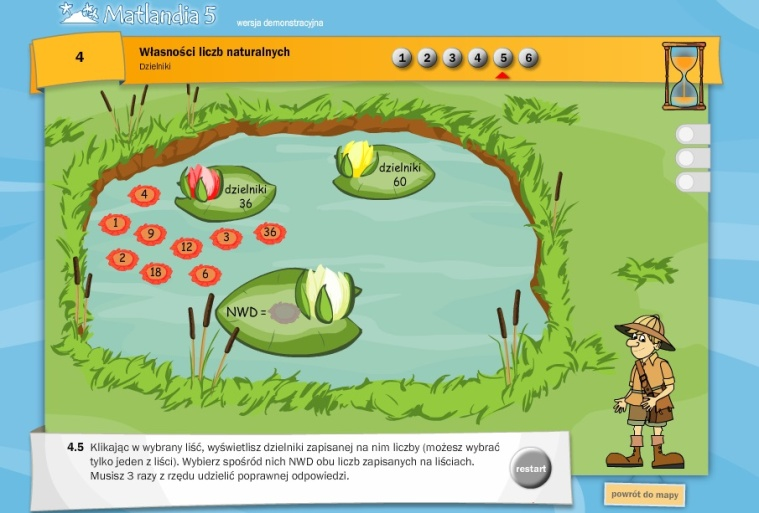 Matlandia 5
wersja demonstracyjna
4
Własności liczb naturalnych
Dzielniki
1 2 3 4 5 6
dzielniki
36
dzielniki
60
4
1
9
12
3
36
2
18
6
NWD =
4.5 Klikając w wybrany liść, wyświetlisz dzielniki zapisanej na nim liczby (możesz wybrać
tylko jeden z liści). Wybierz spośród nich NWD obu liczb zapisanych na liściach.
Musisz 3 razy z rzędu udzielić poprawnej odpowiedzi.
restart
powrót do mapy